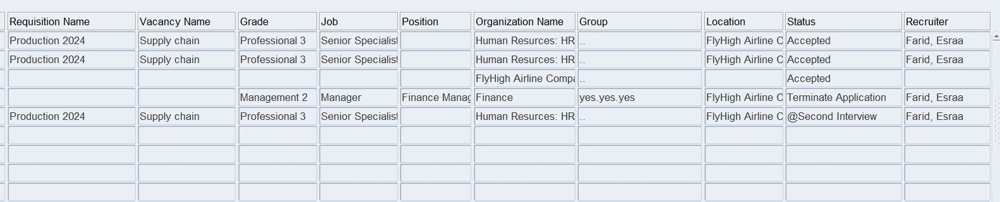 Requisition Name Vacancy Name Grade Job Position Organization Name Group Location Status Recruiter
Production 2024 Supply chain Professional 3 Senior Specialist Human Resurces: HR .. FlyHigh Airline C Accepted Farid, Esraa
Production 2024 Supply chain Professional 3 Senior Specialist Human Resurces: HR .. FlyHigh Airline C Accepted Farid, Esraa
FlyHigh Airline Compa .. Accepted
Management 2 Manager Finance Manag Finance yes.yes.yes FlyHigh Airline C Terminate Application Farid, Esraa
Production 2024 Supply chain Professional 3 Senior Specialist Human Resurces: HR .. FlyHigh Airline C @Second Interview Farid, Esraa